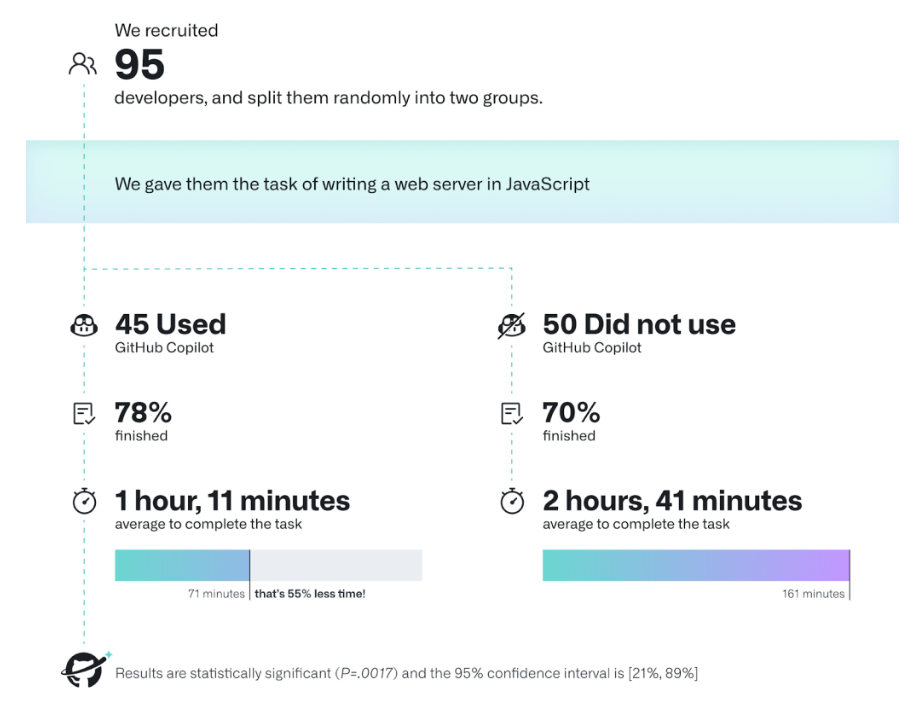 We recruited
95
developers, and split them randomly into two groups.
We gave them the task of writing a web server in JavaScript
45 Used
GitHub Copilot
78%
finished
1 hour, 11 minutes
average to complete the task
71 minutes
that's 55% less time!
50 Did not use
GitHub Copilot
70%
finished
2 hours, 41 minutes
average to complete the task
161 minutes
Results are statistically significant (P=.0017) and the 95% confidence interval is [21%, 89%]